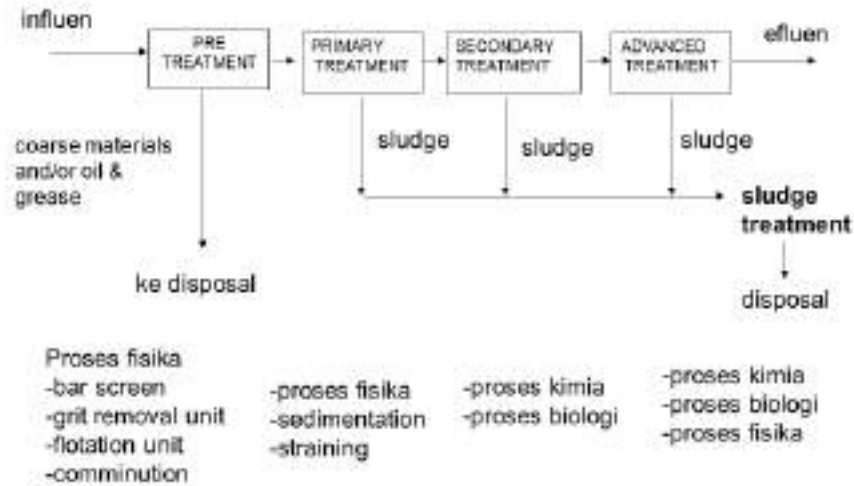 influen
PRE
TREATMENT
PRIMARY
TREATMENT
SECONDARY
TREATMENT
ADVANCED
TREATMENT
efluen
coarse materials
and/or oil &
grease
sludge
sludge
sludge
sludge
treatment
ke disposal
disposal
Proses fisika
-bar screen
-grit removal unit
-flotation unit
-comminution
-proses fisika
-sedimentation
-straining
-proses kimia
-proses biologi
-proses kimia
-proses biologi
-proses fisika